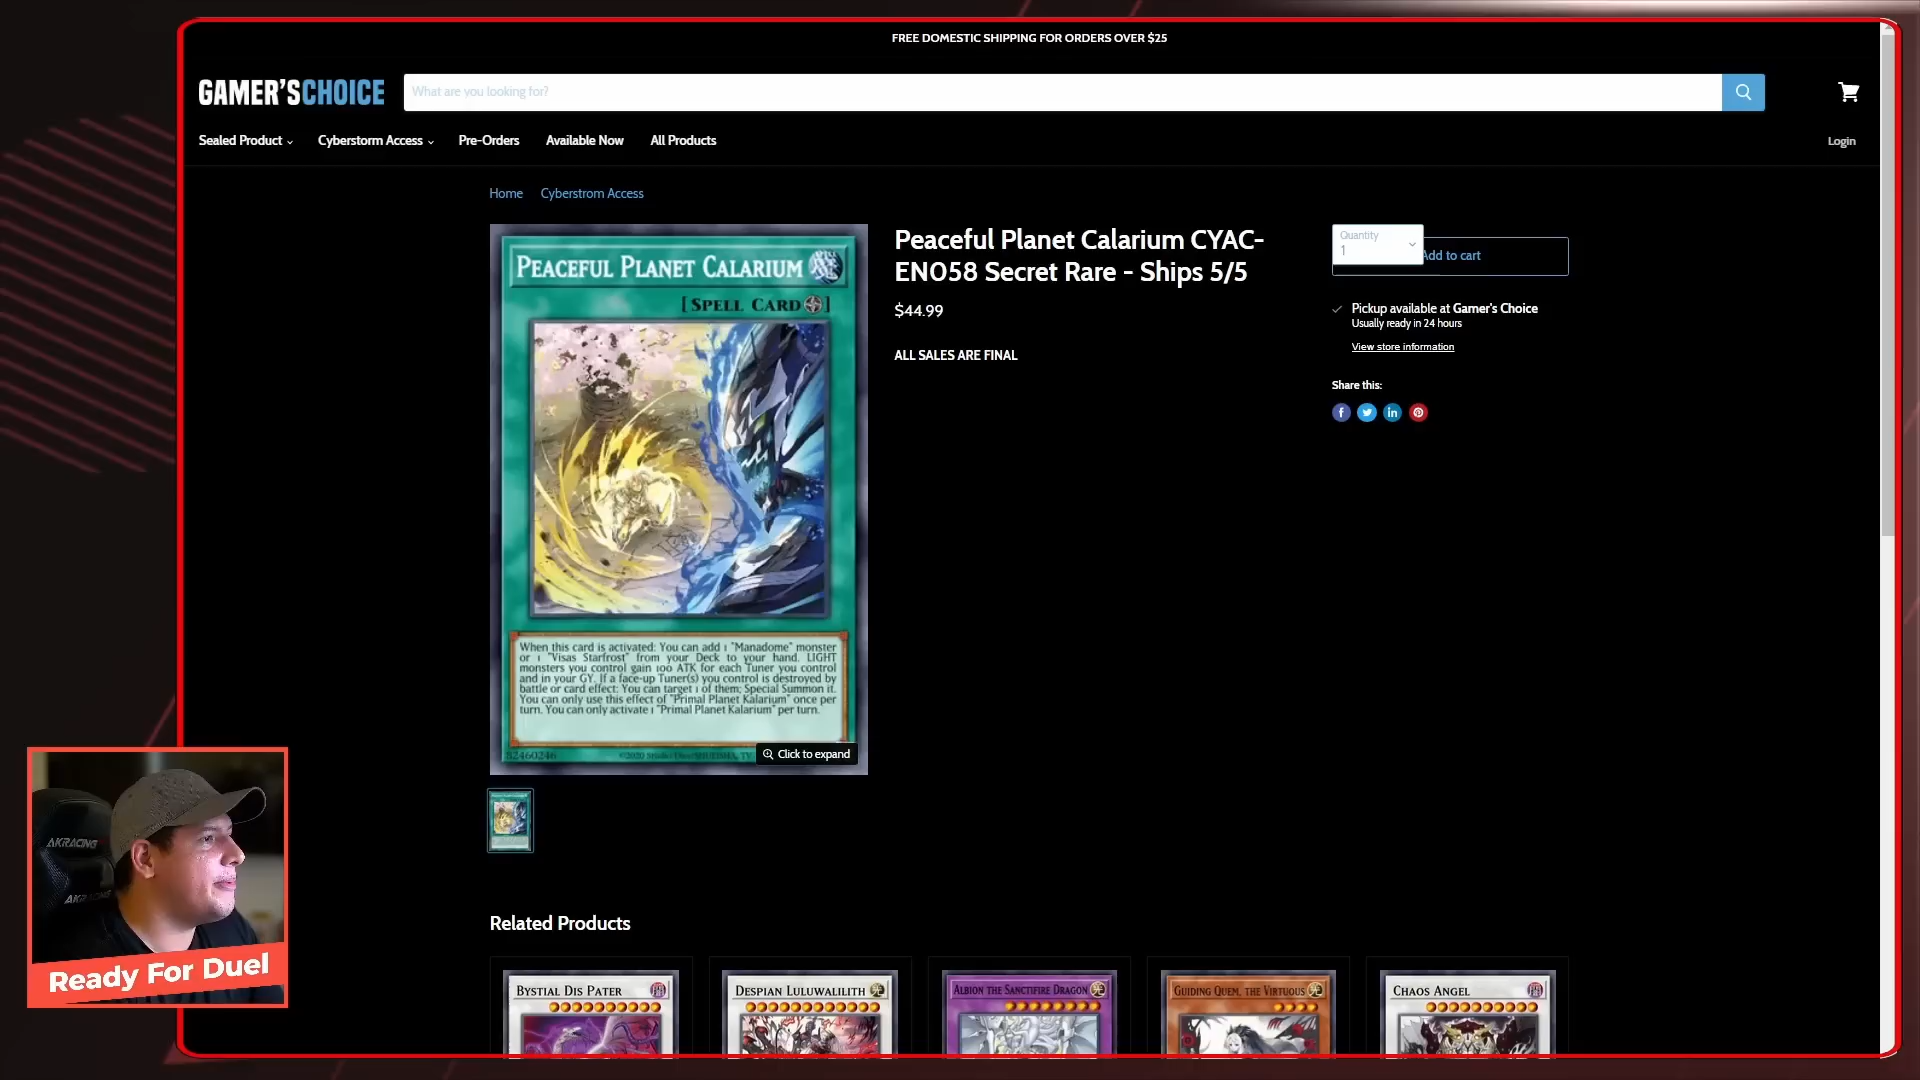 FREE DOMESTIC SHIPPING FOR ORDERS OVER $25
GAMER'SCHOICE
What are you looking for?
Sealed Product
Cyberstorm Access
Pre-Orders
Available Now
All Products
Login
Home
Cyberstrom Access
PEACEFUL PLANET CALARIUM
SPELL
[SPELL CARD]
When this card is activated: You can add 1 "Manadome" monster
or 1 "Visas Starfrost" from your Deck to your hand. LIGHT
monsters you control gain 100 ATK for each Tuner you control
and in your GY. If a face-up Tuner(s) you control is destroyed by
battle or card effect: You can target 1 of them; Special Summon it.
You can only use this effect of "Primal Planet Kalarium" once per
turn. You can only activate 1 "Primal Planet Kalarium" per turn.
82460246
Click to expand
Peaceful Planet Calarium CYAC-
EN058 Secret Rare - Ships 5/5
$44.99
ALL SALES ARE FINAL
Quantity
1
Add to cart
Pickup available at Gamer's Choice
Usually ready in 24 hours
View store information
Share this:
AKRACING
Ready For Duel
Related Products
BYSTIAL DIS PATER
DESPIAN LULUWALILITH
ALBION THE SANCTIFIRE DRAGON
GUIDING QUEM, THE VIRTUOUS
CHAOS ANGEL